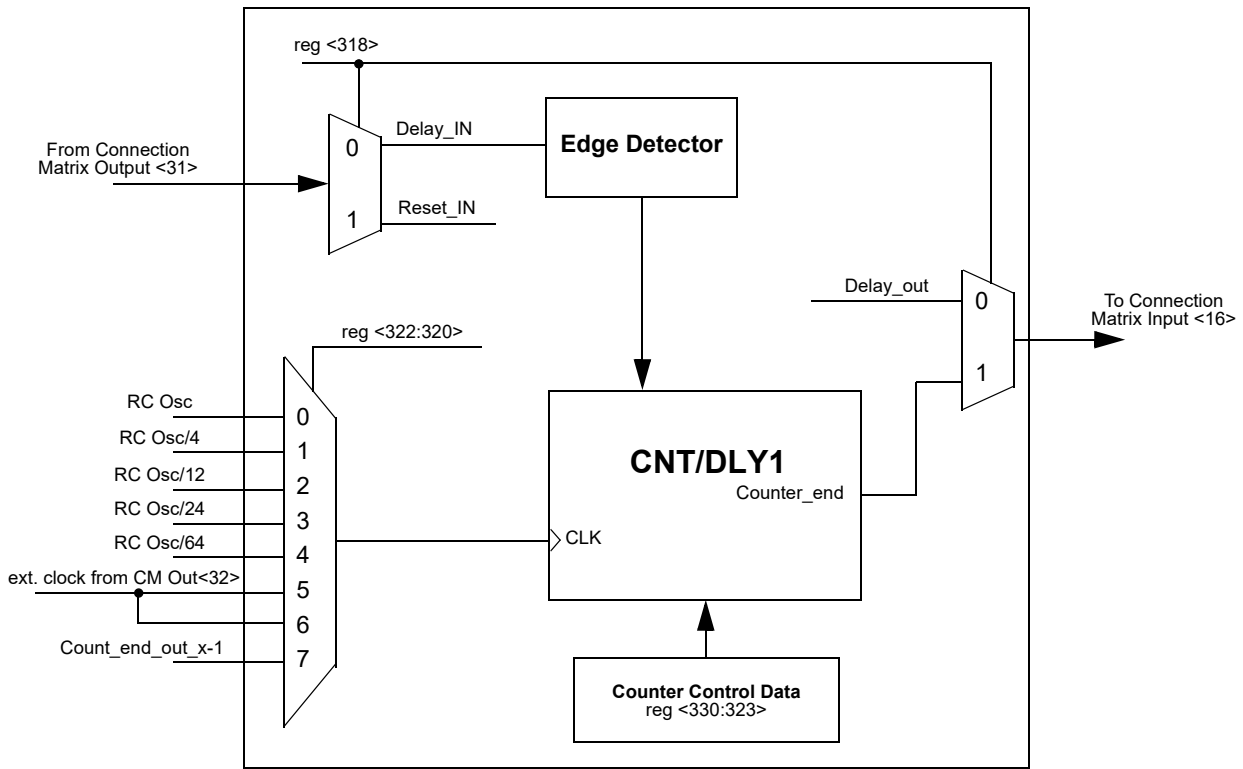 reg <318>
From Connection
Matrix Output <31>
0
1
Delay_IN
Reset_IN
Edge Detector
Delay_out
0
1
To Connection
Matrix Input <16>
reg <322:320>
RC Osc
0
RC Osc/4
1
RC Osc/12
2
RC Osc/24
3
RC Osc/64
4
ext. clock from CM Out<32>
5
6
Count_end_out_x-1
7
CNT/DLY1
Counter_end
CLK
Counter Control Data
reg <330:323>